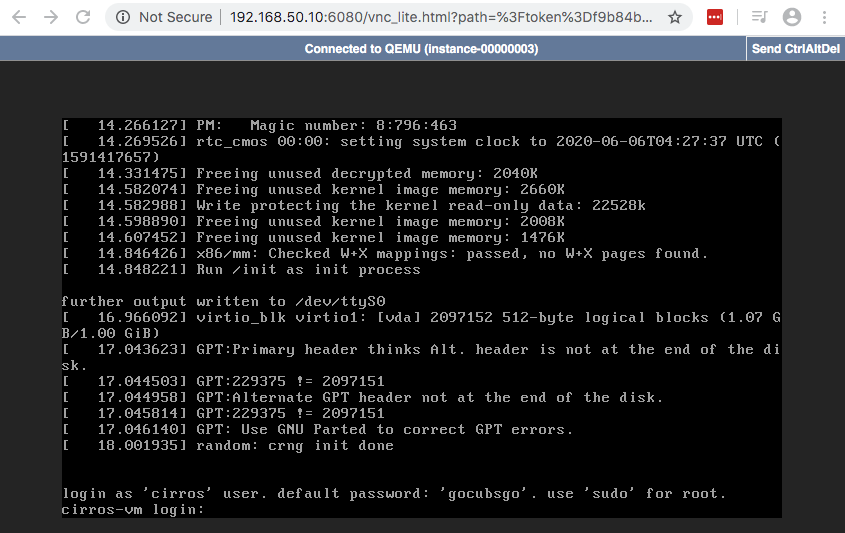 Not Secure | 192.168.50.10:6080/vnc_lite.html?path=%3Ftoken%3Df9b84b...
Connected to QEMU (instance-00000003)
Send CtrlAltDel
[   14.266127] PM:   Magic number: 8:796:463
[   14.269526] rtc_cmos 00:00: setting system clock to 2020-06-06T04:27:37 UTC (
1591417657)
[   14.331475] Freeing unused decrypted memory: 2040K
[   14.582074] Freeing unused kernel image memory: 2660K
[   14.582988] Write protecting the kernel read-only data: 22528k
[   14.598890] Freeing unused kernel image memory: 2008K
[   14.607452] Freeing unused kernel image memory: 1476K
[   14.846426] x86/mm: Checked W+X mappings: passed, no W+X pages found.
[   14.848221] Run /init as init process
further output written to /dev/ttyS0
[   16.966092] virtio_blk virtio1: [vda] 2097152 512-byte logical blocks (1.07 G
B/1.00 GiB)
[   17.043623] GPT:Primary header thinks Alt. header is not at the end of the di
sk.
[   17.044503] GPT:229375 != 2097151
[   17.044958] GPT:Alternate GPT header not at the end of the disk.
[   17.045814] GPT:229375 != 2097151
[   17.046140] GPT: Use GNU Parted to correct GPT errors.
[   18.001935] random: crng init done
login as 'cirros' user. default password: 'gocubsgo'. use 'sudo' for root.
cirros-vm login: